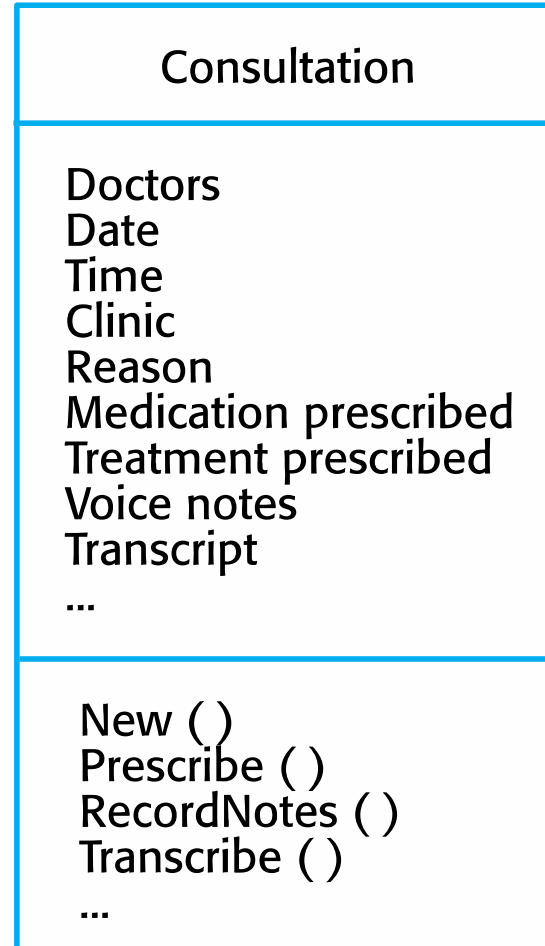 Consultation
Doctors
Date
Time
Clinic
Reason
Medication prescribed
Treatment prescribed
Voice notes
Transcript
...
New ( )
Prescribe ( )
RecordNotes ( )
Transcribe ( )
...